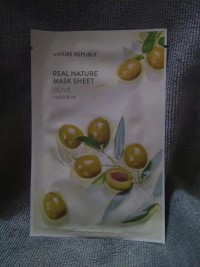 NATURE REPUBLIC
REAL NATURE
MASK SHEET
OLIVE